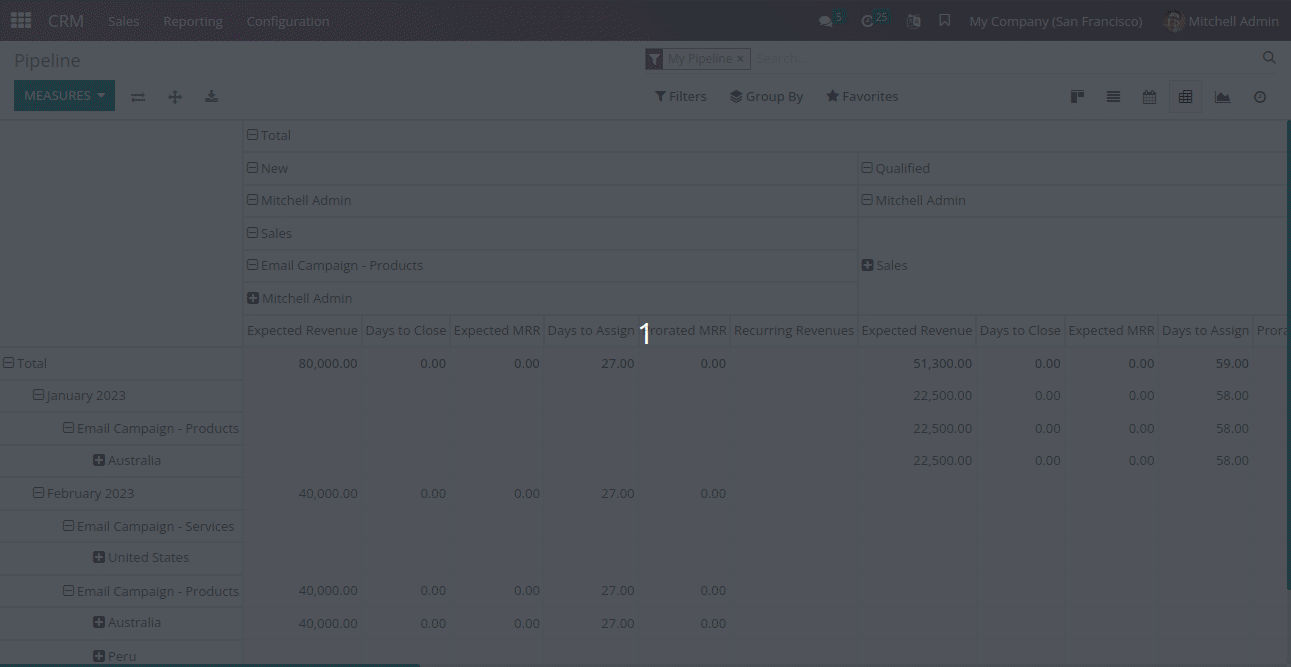 CRM Sales Reporting Configuration 5 25 My Company (San Francisco) Mitchell Admin
Pipeline My Pipeline × Search...
MEASURES Filters Group By Favorites
Total
New Qualified
Mitchell Admin Mitchell Admin
Sales
Email Campaign - Products Sales
Mitchell Admin
Expected Revenue Days to Close Expected MRR Days to Assign Prorated MRR Recurring Revenues Expected Revenue Days to Close Expected MRR Days to Assign Prora
1
Total 80,000.00 0.00 0.00 27.00 0.00 51,300.00 0.00 0.00 59.00
January 2023 22,500.00 0.00 0.00 58.00
Email Campaign - Products 22,500.00 0.00 0.00 58.00
Australia 22,500.00 0.00 0.00 58.00
February 2023 40,000.00 0.00 0.00 27.00 0.00
Email Campaign - Services
United States
Email Campaign - Products 40,000.00 0.00 0.00 27.00 0.00
Australia 40,000.00 0.00 0.00 27.00 0.00
Peru